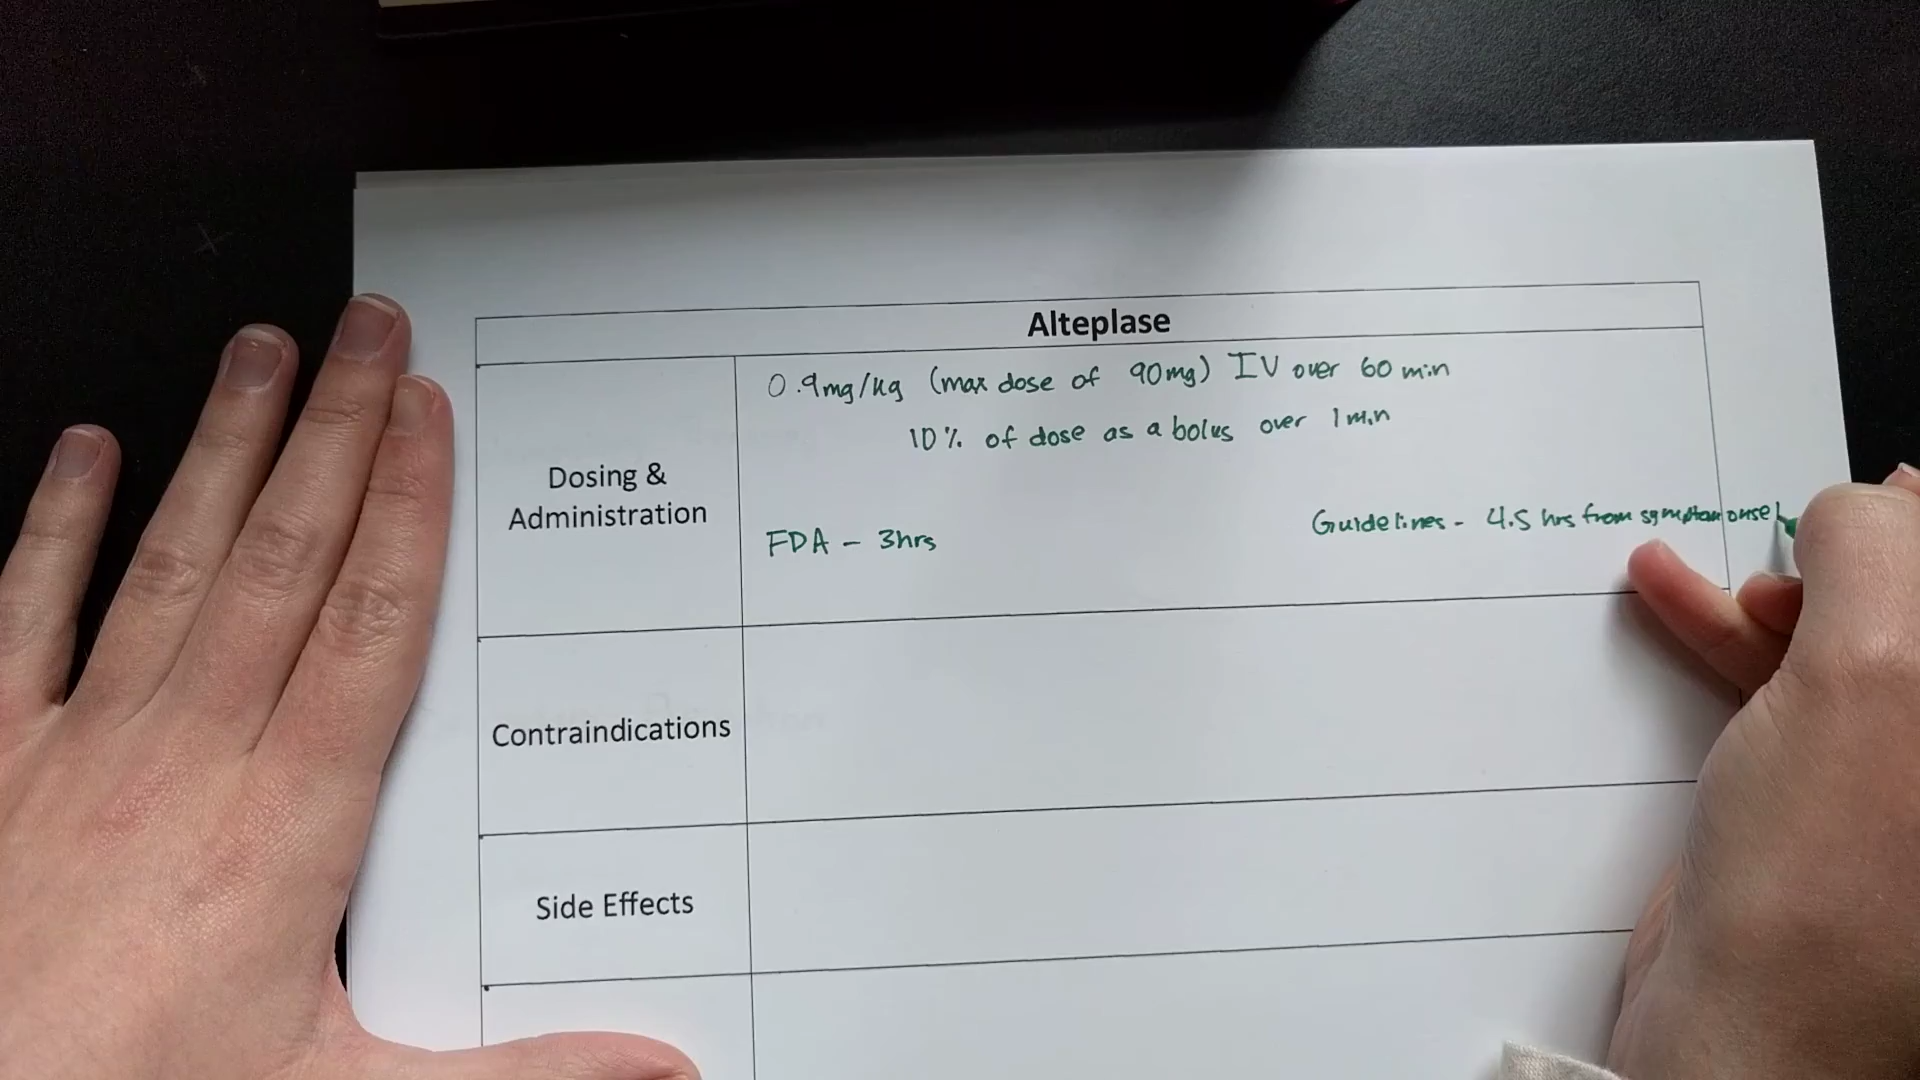 Alteplase
0.9mg/kg (max dose of 90mg) IV over 60 min
10% of dose as a bolus over 1 min
Dosing &
Administration
FDA - 3hrs
Guidelines - 4.5 hrs from symptom onset
Contraindications
Side Effects